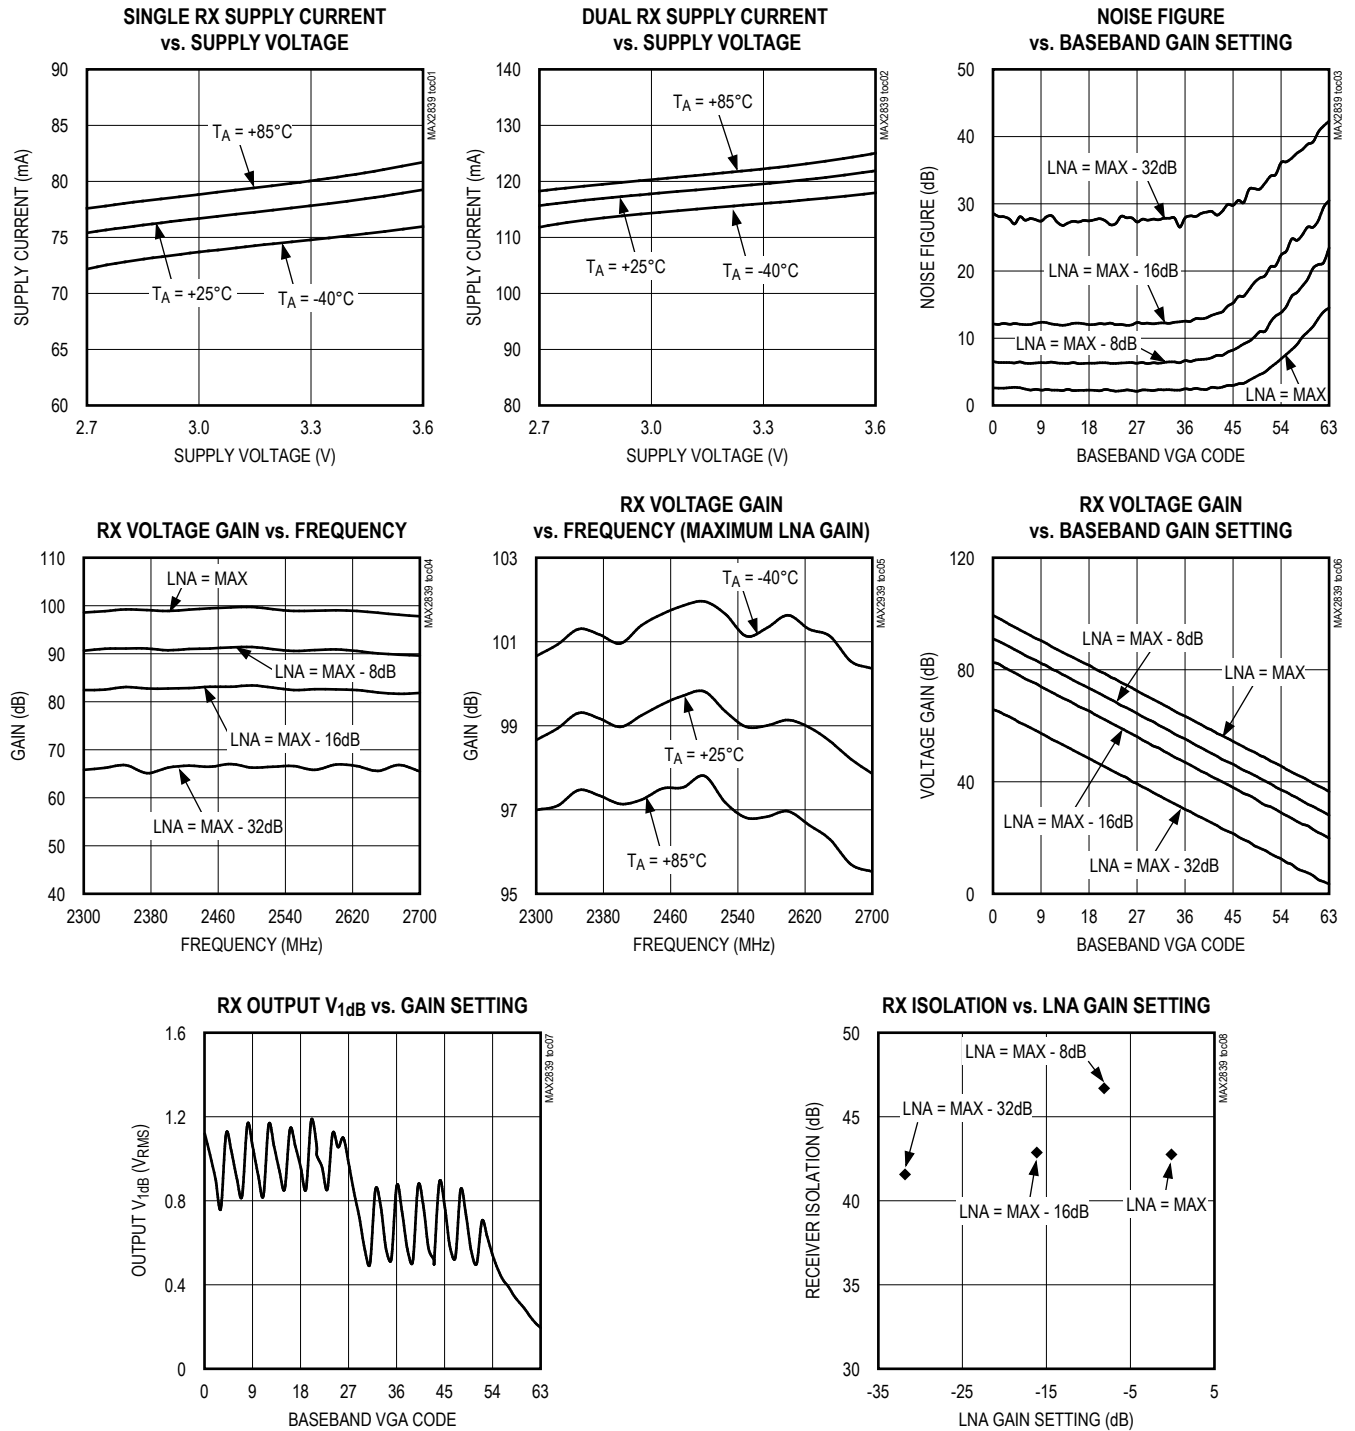 SINGLE RX SUPPLY CURRENT
vs. SUPPLY VOLTAGE
90
85
80
75
70
65
60
SUPPLY CURRENT (mA)
MAX2839 toc01
TA = +85°C
TA = +25°C
TA = -40°C
2.7 3.0 3.3 3.6
SUPPLY VOLTAGE (V)
DUAL RX SUPPLY CURRENT
vs. SUPPLY VOLTAGE
140
130
120
110
100
90
80
SUPPLY CURRENT (mA)
MAX2839 toc02
TA = +85°C
TA = +25°C
TA = -40°C
2.7 3.0 3.3 3.6
SUPPLY VOLTAGE (V)
NOISE FIGURE
vs. BASEBAND GAIN SETTING
50
40
30
20
10
0
NOISE FIGURE (dB)
MAX2839 toc03
LNA = MAX - 32dB
LNA = MAX - 16dB
LNA = MAX - 8dB
LNA = MAX
0 9 18 27 36 45 54 63
BASEBAND VGA CODE
RX VOLTAGE GAIN vs. FREQUENCY
110
100
90
80
70
60
50
40
GAIN (dB)
MAX2839 toc04
LNA = MAX
LNA = MAX - 8dB
LNA = MAX - 16dB
LNA = MAX - 32dB
2300 2380 2460 2540 2620 2700
FREQUENCY (MHz)
RX VOLTAGE GAIN
vs. FREQUENCY (MAXIMUM LNA GAIN)
103
101
99
97
95
GAIN (dB)
MAX2939 toc05
TA = -40°C
TA = +25°C
TA = +85°C
2300 2380 2460 2540 2620 2700
FREQUENCY (MHz)
RX VOLTAGE GAIN
vs. BASEBAND GAIN SETTING
120
80
40
0
VOLTAGE GAIN (dB)
MAX2839 toc06
LNA = MAX - 8dB
LNA = MAX
LNA = MAX - 16dB
LNA = MAX - 32dB
0 9 18 27 36 45 54 63
BASEBAND VGA CODE
RX OUTPUT V1dB vs. GAIN SETTING
1.6
1.2
0.8
0.4
0
OUTPUT V1dB (VRMS)
MAX2839 toc07
0 9 18 27 36 45 54 63
BASEBAND VGA CODE
RX ISOLATION vs. LNA GAIN SETTING
50
45
40
35
30
RECEIVER ISOLATION (dB)
MAX2839 toc08
LNA = MAX - 8dB
LNA = MAX - 32dB
LNA = MAX - 16dB
LNA = MAX
-35 -25 -15 -5 5
LNA GAIN SETTING (dB)